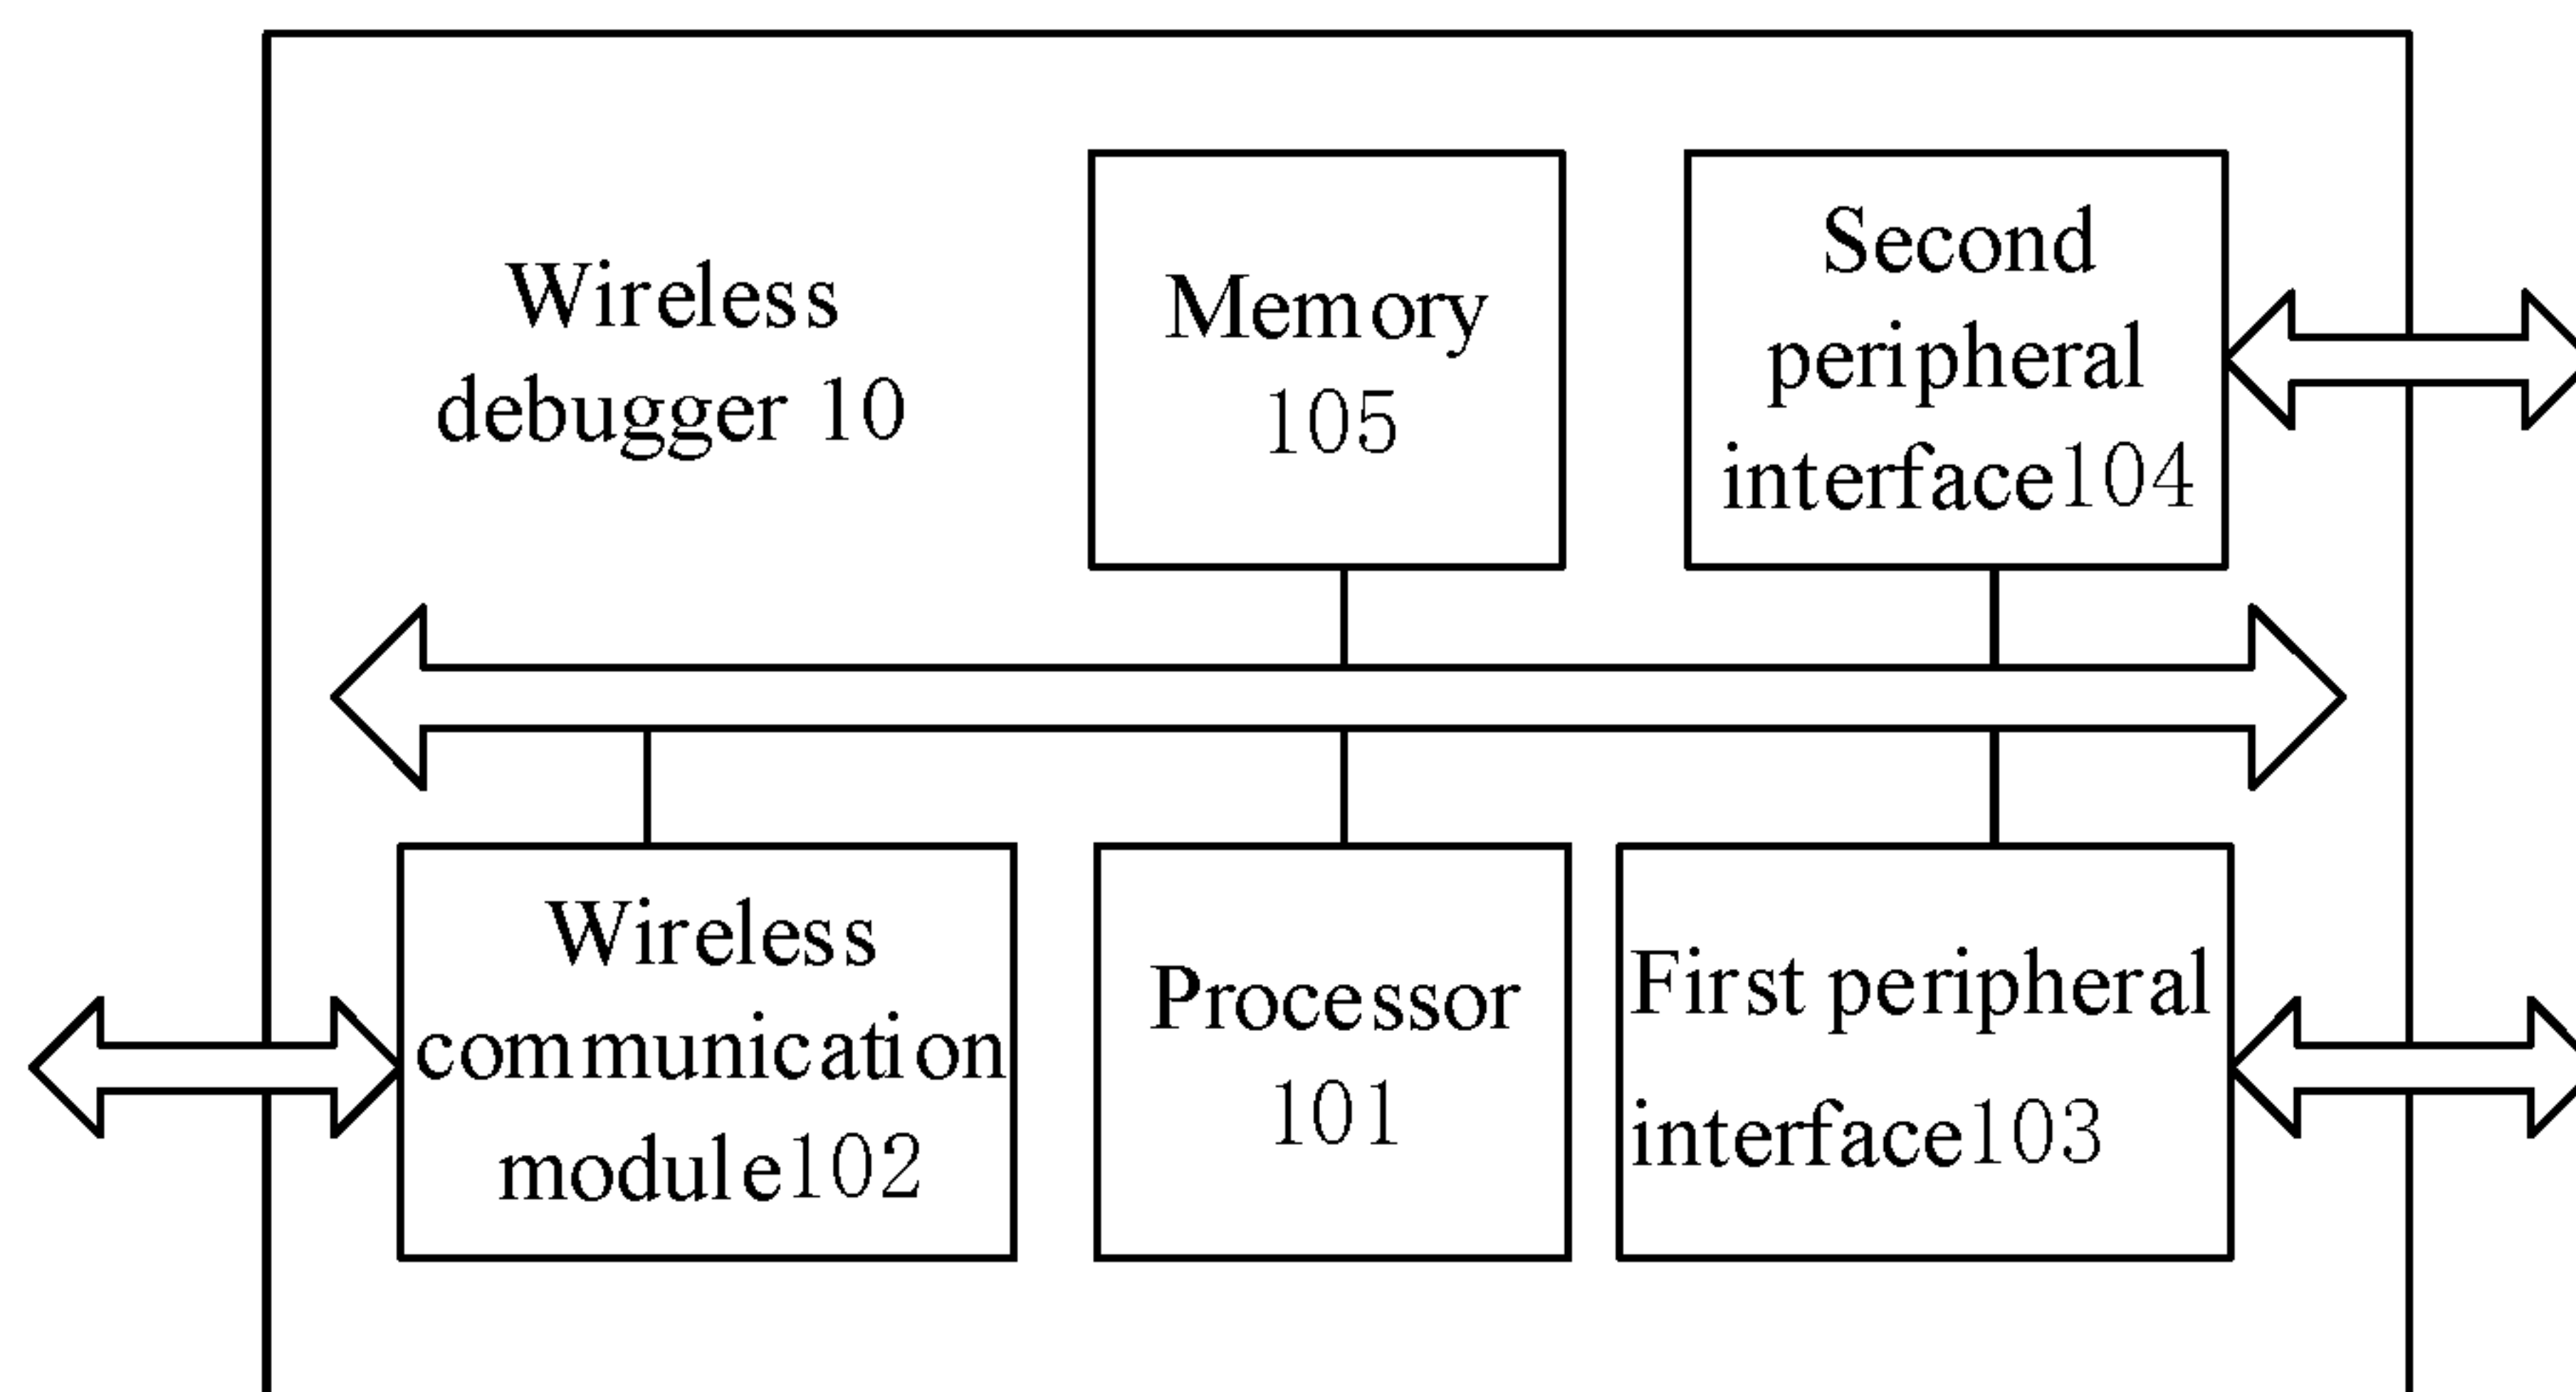 Wireless
debugger 10
Memory
105
Second
peripheral
interface104
Wireless
communication
module102
Processor
101
First peripheral
interface103